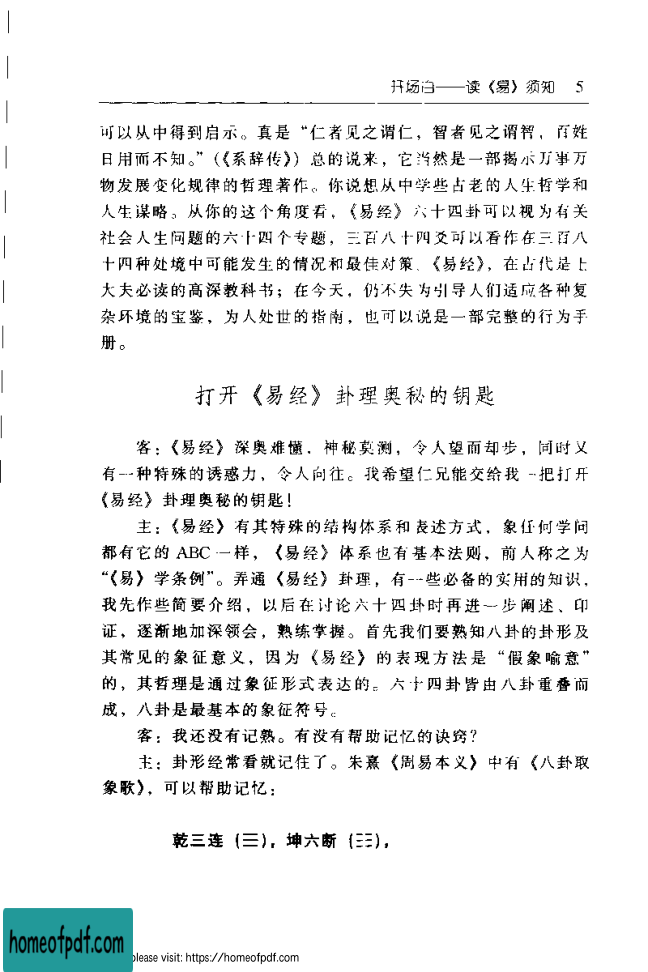 开场白——读《易》须知 5
可以从中得到启示。真是“仁者见之谓仁，智者见之谓智，百姓
日用而不知。”（《系辞传》）总的说来，它当然是一部揭示万事万
物发展变化规律的哲理著作。你说想从中学些古老的人生哲学和
人生谋略。从你的这个角度看，《易经》六十四卦可以视为有关
社会人生问题的六十四个专题，三百八十四爻可以看作在三百八
十四种处境中可能发生的情况和最佳对策。《易经》，在古代是士
大夫必读的高深教科书；在今天，仍不失为引导人们适应各种复
杂环境的宝鉴，为人处世的指南，也可以说是一部完整的行为手
册。
打开《易经》卦理奥秘的钥匙
客：《易经》深奥难懂，神秘莫测，令人望而却步，同时又
有一种特殊的诱惑力，令人向往。我希望仁兄能交给我一把打开
《易经》卦理奥秘的钥匙！
主：《易经》有其特殊的结构体系和表述方式，象任何学问
都有它的 ABC 一样，《易经》体系也有基本法则，前人称之为
“《易》学条例”。弄通《易经》卦理，有一些必备的实用的知识，
我先作些简要介绍，以后在讨论六十四卦时再进一步阐述、印
证，逐渐地加深领会，熟练掌握。首先我们要熟知八卦的卦形及
其常见的象征意义，因为《易经》的表现方法是“假象喻意”
的，其哲理是通过象征形式表达的。六十四卦皆由八卦重叠而
成，八卦是最基本的象征符号。
客：我还没有记熟。有没有帮助记忆的诀窍？
主：卦形经常看就记住了。朱熹《周易本义》中有《八卦取
象歌》，可以帮助记忆：
乾三连（☰），坤六断（☷），
homeofpdf.com
please visit: https://homeofpdf.com